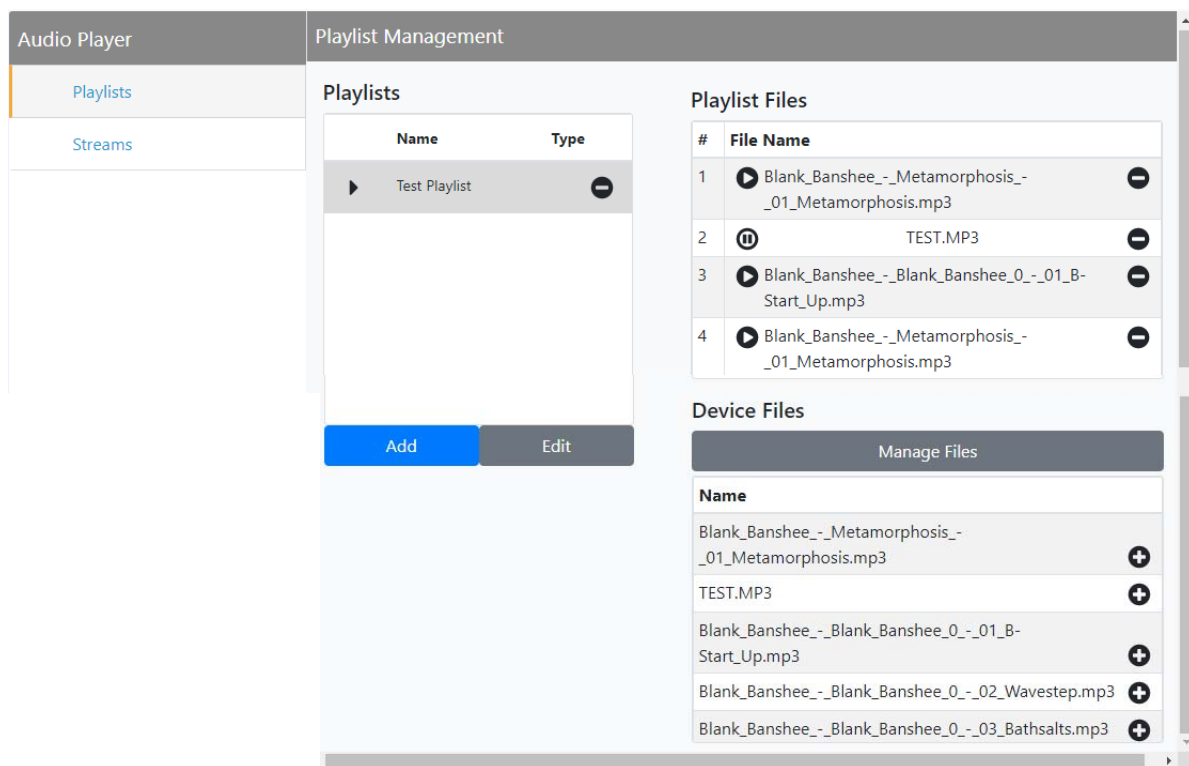 Audio Player
Playlists
Streams
Playlist Management
Playlists
Name Type
Test Playlist
Add Edit
Playlist Files
# File Name
1 Blank_Banshee_-_Metamorphosis_-
_01_Metamorphosis.mp3
2 TEST.MP3
3 Blank_Banshee_-_Blank_Banshee_0_-_01_B-
Start_Up.mp3
4 Blank_Banshee_-_Metamorphosis_-
_01_Metamorphosis.mp3
Device Files
Manage Files
Name
Blank_Banshee_-_Metamorphosis_-
_01_Metamorphosis.mp3
TEST.MP3
Blank_Banshee_-_Blank_Banshee_0_-_01_B-
Start_Up.mp3
Blank_Banshee_-_Blank_Banshee_0_-_02_Wavestep.mp3
Blank_Banshee_-_Blank_Banshee_0_-_03_Bathsalts.mp3